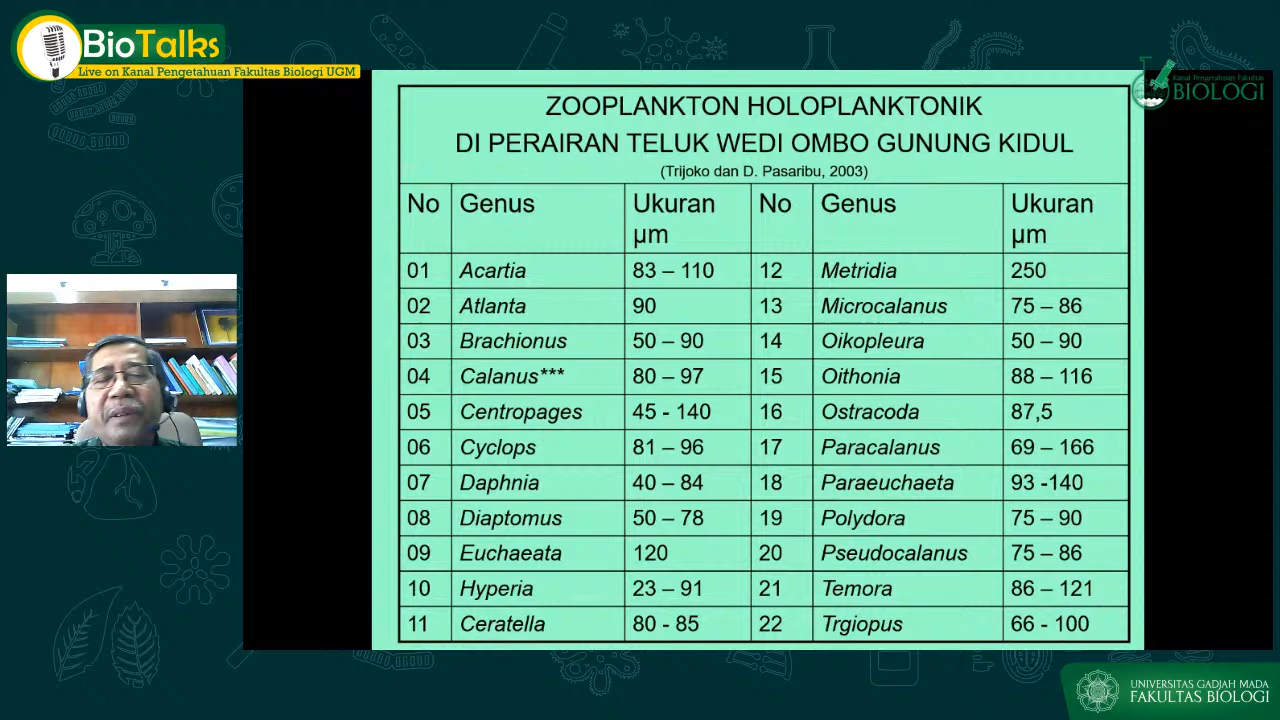 BioTalks
Live on Kanal Pengetahuan Fakultas Biologi UGM
Kanal Pengetahuan Fakultas
BIOLOGI
ZOOPLANKTON HOLOPLANKTONIK
DI PERAIRAN TELUK WEDI OMBO GUNUNG KIDUL
(Trijoko dan D. Pasaribu, 2003)
No Genus Ukuran µm No Genus Ukuran µm
01 Acartia 83 – 110 12 Metridia 250
02 Atlanta 90 13 Microcalanus 75 – 86
03 Brachionus 50 – 90 14 Oikopleura 50 – 90
04 Calanus*** 80 – 97 15 Oithonia 88 – 116
05 Centropages 45 - 140 16 Ostracoda 87,5
06 Cyclops 81 – 96 17 Paracalanus 69 – 166
07 Daphnia 40 – 84 18 Paraeuchaeta 93 -140
08 Diaptomus 50 – 78 19 Polydora 75 – 90
09 Euchaeata 120 20 Pseudocalanus 75 – 86
10 Hyperia 23 – 91 21 Temora 86 – 121
11 Ceratella 80 - 85 22 Trgiopus 66 - 100
UNIVERSITAS GADJAH MADA
FAKULTAS BIOLOGI